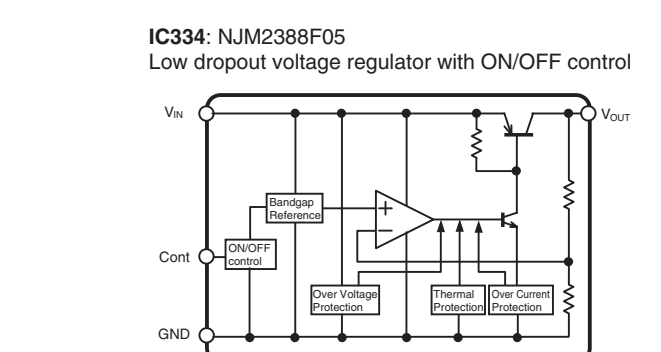 IC334: NJM2388F05
Low dropout voltage regulator with ON/OFF control
VIN
VOUT
Bandgap
Reference
+
−
ON/OFF
control
Cont
Over Voltage
Protection
Thermal
Protection
Over Current
Protection
GND